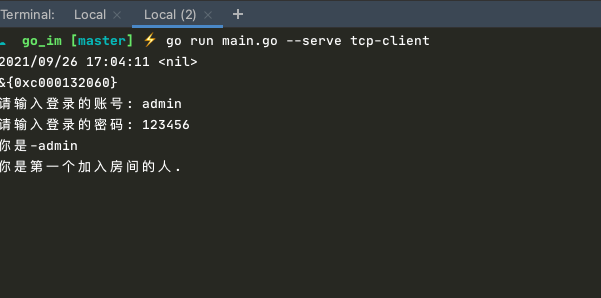 Terminal: Local × Local (2) × +
go_im [master] ⚡ go run main.go --serve tcp-client
2021/09/26 17:04:11 <nil>
&{0xc000132060}
请输入登录的账号: admin
请输入登录的密码: 123456
你是-admin
你是第一个加入房间的人.